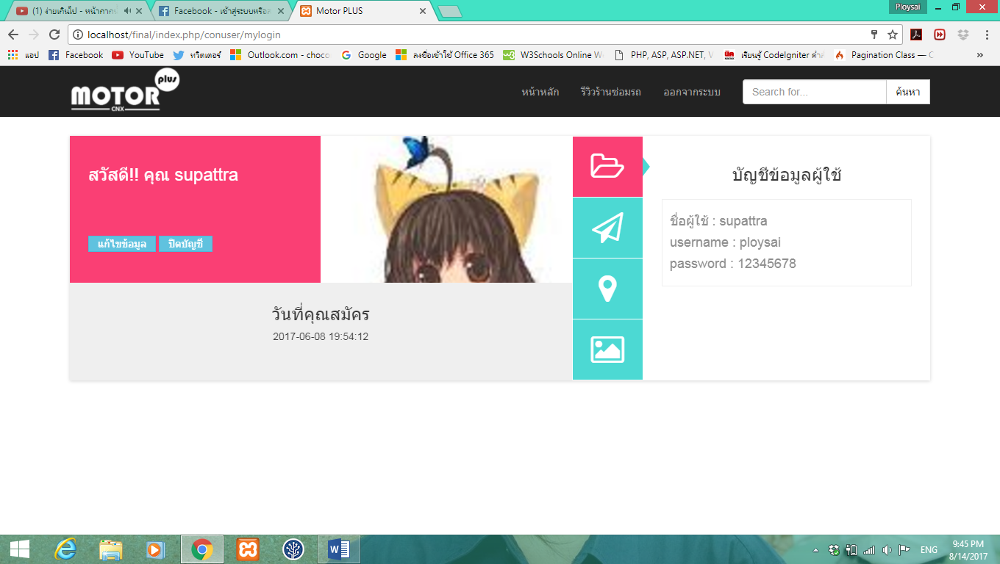 (1) ง่ายเกินไป - หน้ากาก
Facebook - เข้าสู่ระบบหรือส
Motor PLUS
Ploysai
localhost/final/index.php/conuser/mylogin
แอป
Facebook
YouTube
ทวิตเตอร์
Outlook.com - choco
Google
ลงชื่อเข้าใช้ Office 365
W3Schools Online W
PHP, ASP, ASP.NET, V
เรียนรู้ CodeIgniter
Pagination Class — C
»
MOTOR plus
CNX
หน้าหลัก
รีวิวร้านซ่อมรถ
ออกจากระบบ
Search for...
ค้นหา
สวัสดี!! คุณ supattra
แก้ไขข้อมูล
ปิดบัญชี
วันที่คุณสมัคร
2017-06-08 19:54:12
บัญชีข้อมูลผู้ใช้
ชื่อผู้ใช้ : supattra
username : ploysai
password : 12345678
ENG
9:45 PM
8/14/2017